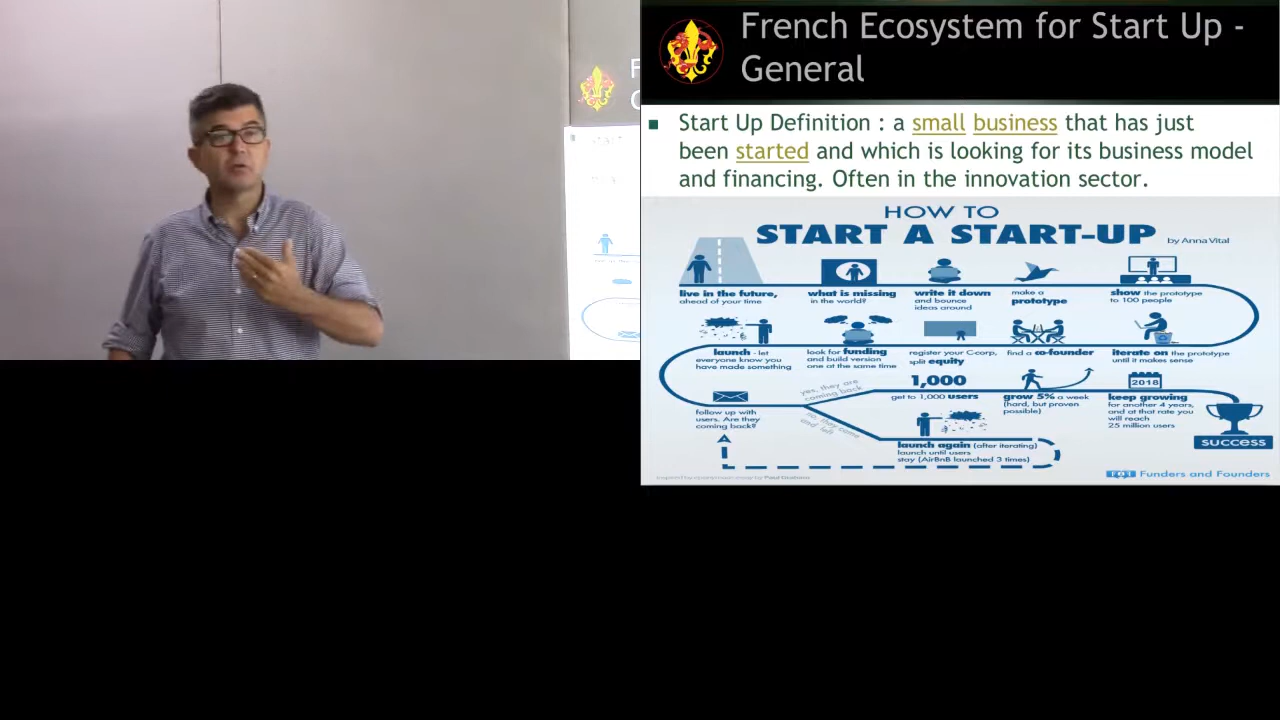 French Ecosystem for Start Up -
General
Start Up Definition : a small business that has just
been started and which is looking for its business model
and financing. Often in the innovation sector.
HOW TO
START A START-UP by Anna Vital
live in the future,
ahead of your time
what is missing
in the world?
write it down
and bounce
ideas around
make a
prototype
show the prototype
to 100 people
launch - let
everyone know you
have made something
look for funding
and build version
one at the same time
register your C-corp,
split equity
find a co-founder
iterate on the prototype
until it makes sense
follow up with
users. Are they
coming back?
yes, they are
coming back
no, they came
and left
1,000
get to 1,000 users
grow 5% a week
(hard, but proven
possible)
2018
keep growing
for another 4 years,
and at that rate you
will reach
25 million users
SUCCESS
launch again (after iterating)
launch until users
stay (AirBnB launched 3 times)
Funders and Founders